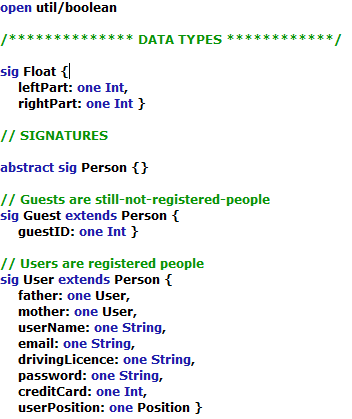 open util/boolean
/************** DATA TYPES ************/
sig Float {
leftPart: one Int,
rightPart: one Int }
// SIGNATURES
abstract sig Person {}
// Guests are still-not-registered-people
sig Guest extends Person {
guestID: one Int }
// Users are registered people
sig User extends Person {
father: one User,
mother: one User,
userName: one String,
email: one String,
drivingLicence: one String,
password: one String,
creditCard: one Int,
userPosition: one Position }